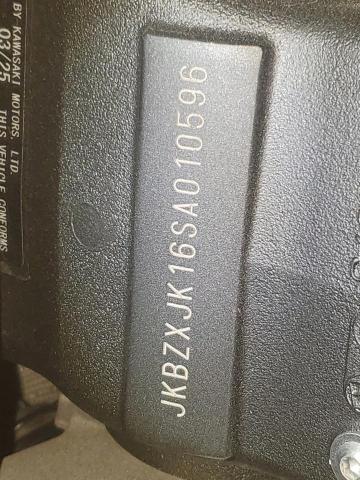 BY KAWASAKI MOTORS, LTD.
03/25 THIS VEHICLE CONFORMS
JKBZXJK16SA010596